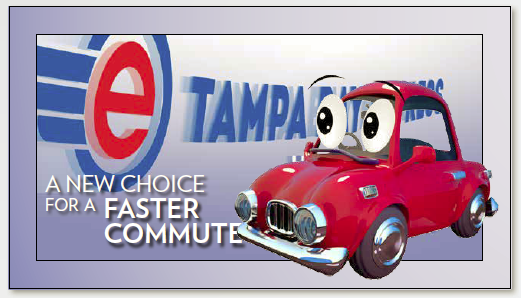 e
TAMPA
A NEW CHOICE
FOR A FASTER
COMMUTE